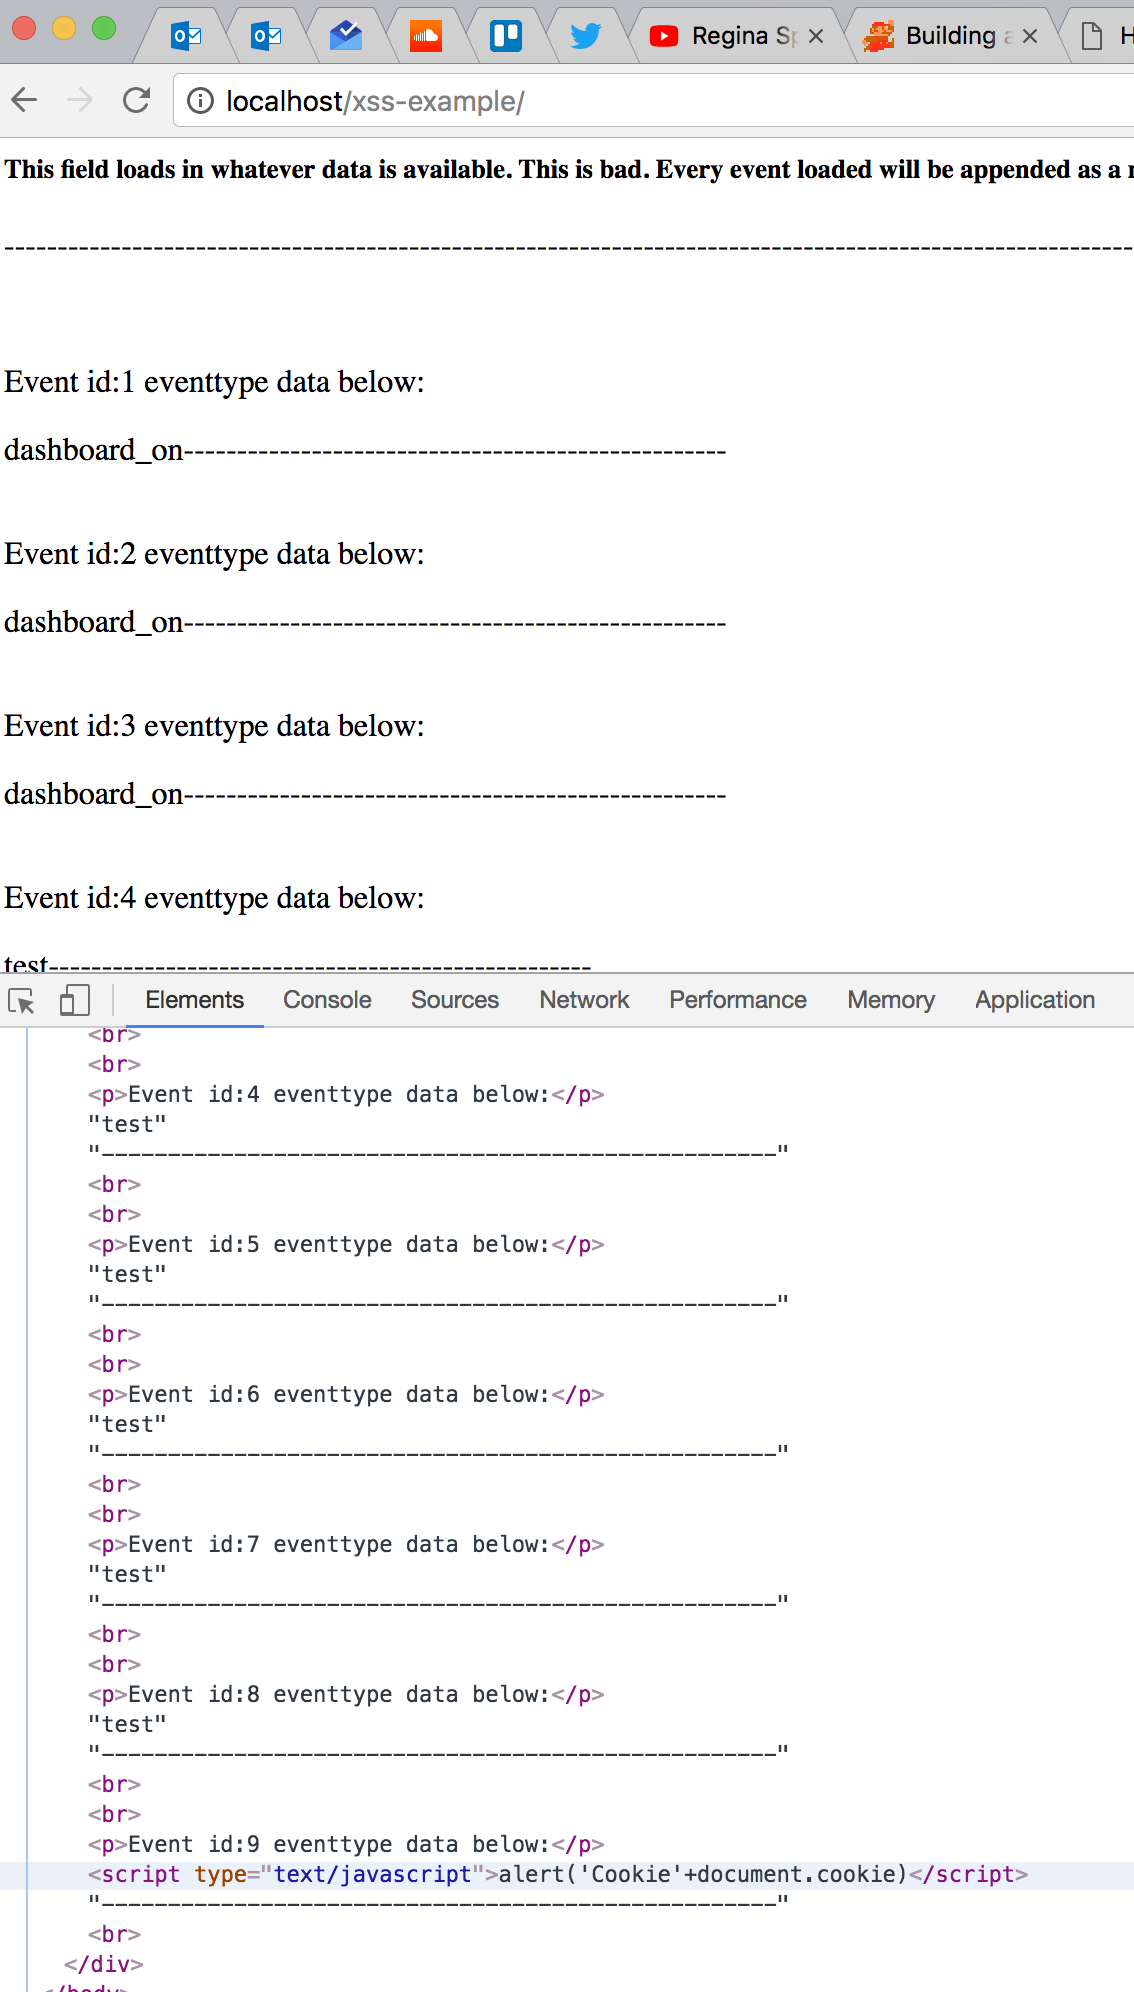 Regina Sp
Building a
H
localhost/xss-example/
This field loads in whatever data is available. This is bad. Every event loaded will be appended as a
--------------------------------------------------------------------------------------------------------------
Event id:1 eventtype data below:
dashboard_on--------------------------------------------------
Event id:2 eventtype data below:
dashboard_on--------------------------------------------------
Event id:3 eventtype data below:
dashboard_on--------------------------------------------------
Event id:4 eventtype data below:
test--------------------------------------------------
Elements Console Sources Network Performance Memory Application
<br>
<br>
<p>Event id:4 eventtype data below:</p>
"test"
"--------------------------------------------------"
<br>
<br>
<p>Event id:5 eventtype data below:</p>
"test"
"--------------------------------------------------"
<br>
<br>
<p>Event id:6 eventtype data below:</p>
"test"
"--------------------------------------------------"
<br>
<br>
<p>Event id:7 eventtype data below:</p>
"test"
"--------------------------------------------------"
<br>
<br>
<p>Event id:8 eventtype data below:</p>
"test"
"--------------------------------------------------"
<br>
<br>
<p>Event id:9 eventtype data below:</p>
<script type="text/javascript">alert('Cookie'+document.cookie)</script>
"--------------------------------------------------"
<br>
</div>
</body>